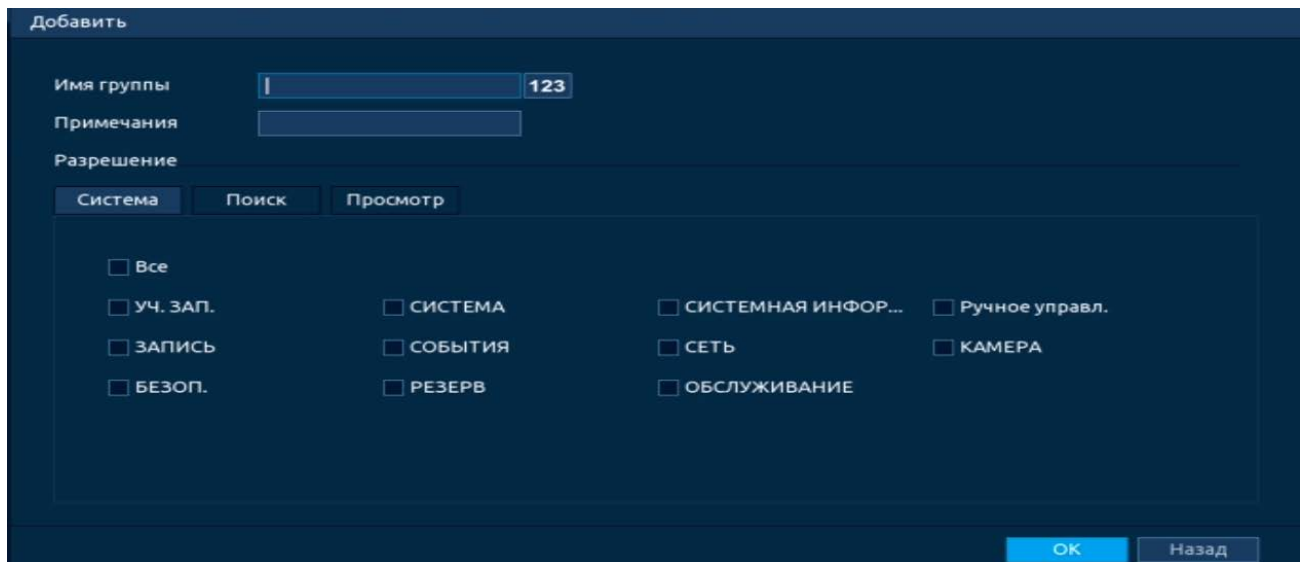 Добавить
Имя группы 123
Примечания
Разрешение
Система Поиск Просмотр
Все
УЧ. ЗАП. СИСТЕМА СИСТЕМНАЯ ИНФОР... Ручное управл.
ЗАПИСЬ СОБЫТИЯ СЕТЬ КАМЕРА
БЕЗОП. РЕЗЕРВ ОБСЛУЖИВАНИЕ
ОК Назад